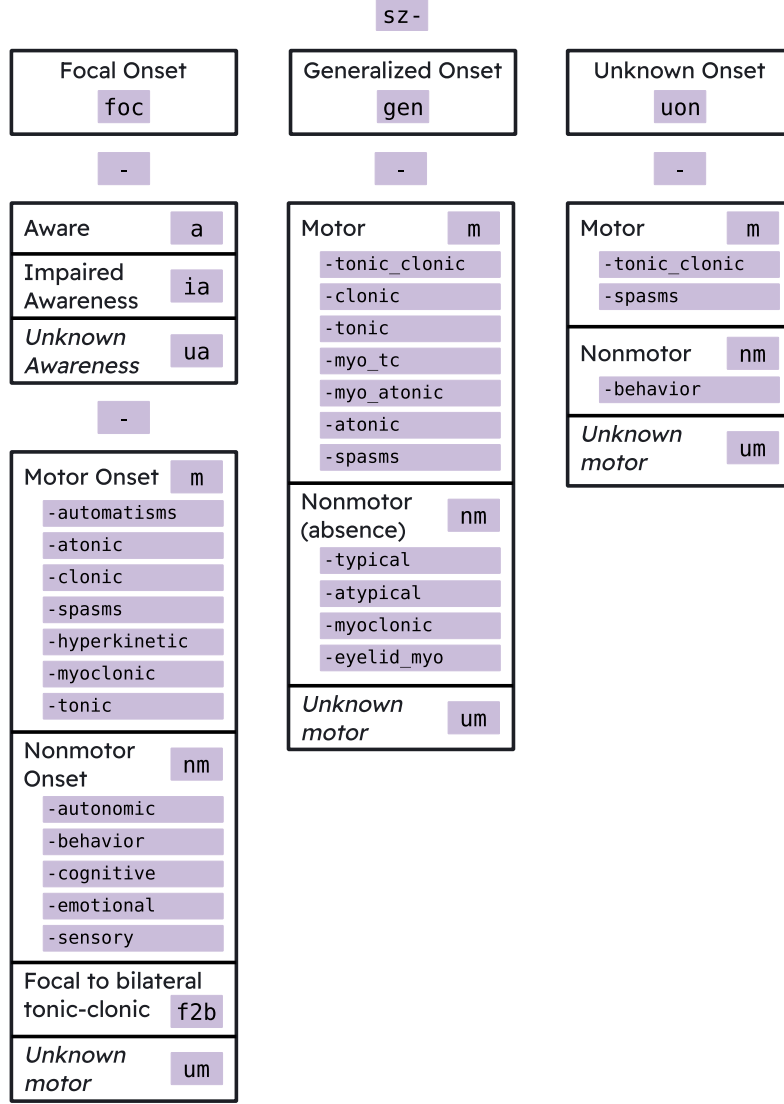 sz-
Focal Onset
foc
-
Aware a
Impaired
Awareness ia
Unknown
Awareness ua
-
Motor Onset m
-automatisms
-atonic
-clonic
-spasms
-hyperkinetic
-myoclonic
-tonic
Nonmotor
Onset nm
-autonomic
-behavior
-cognitive
-emotional
-sensory
Focal to bilateral
tonic-clonic f2b
Unknown
motor um
Generalized Onset
gen
-
Motor m
-tonic_clonic
-clonic
-tonic
-myo_tc
-myo_atonic
-atonic
-spasms
Nonmotor
(absence) nm
-typical
-atypical
-myoclonic
-eyelid_myo
Unknown
motor um
Unknown Onset
uon
-
Motor m
-tonic_clonic
-spasms
Nonmotor nm
-behavior
Unknown
motor um